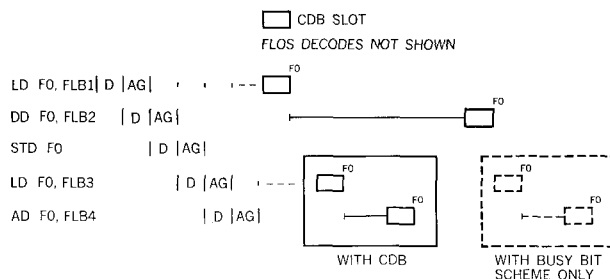 CDB SLOT
FLOS DECODES NOT SHOWN
F0
LD F0, FLB1 | D | AG |
F0
DD F0, FLB2 | D | AG |
STD F0 | D | AG |
F0 F0
LD F0, FLB3 | D | AG |
F0 F0
AD F0, FLB4 | D | AG |
WITH CDB WITH BUSY BIT
SCHEME ONLY